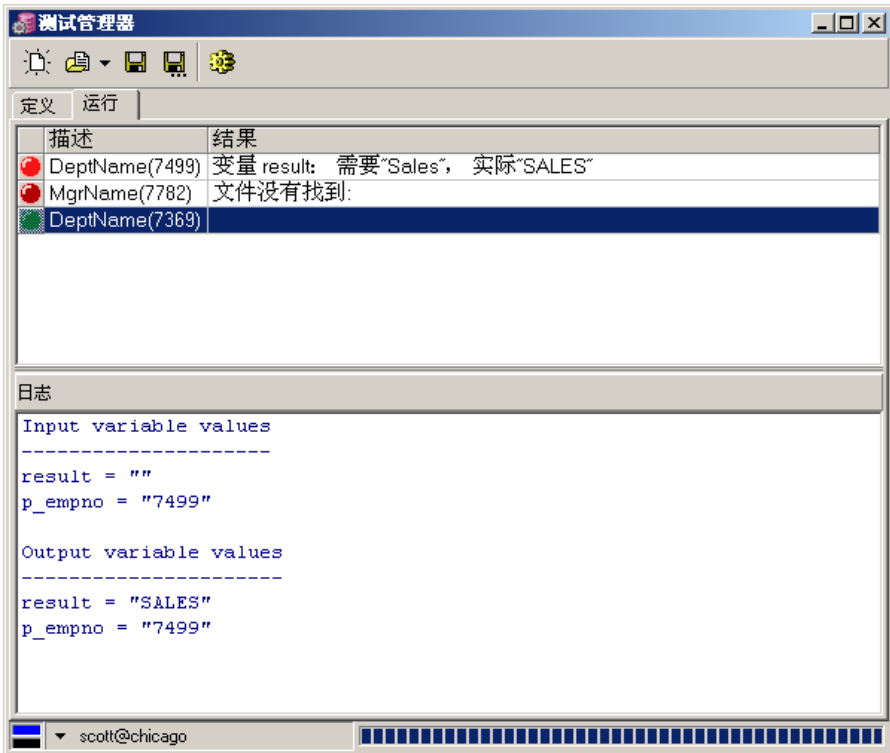 测试管理器
定义 运行
描述 结果
DeptName(7499) 变量 result： 需要"Sales"， 实际"SALES"
MgrName(7782) 文件没有找到:
DeptName(7369)
日志
Input variable values
---------------------
result = ""
p_empno = "7499"
Output variable values
----------------------
result = "SALES"
p_empno = "7499"
scott@chicago